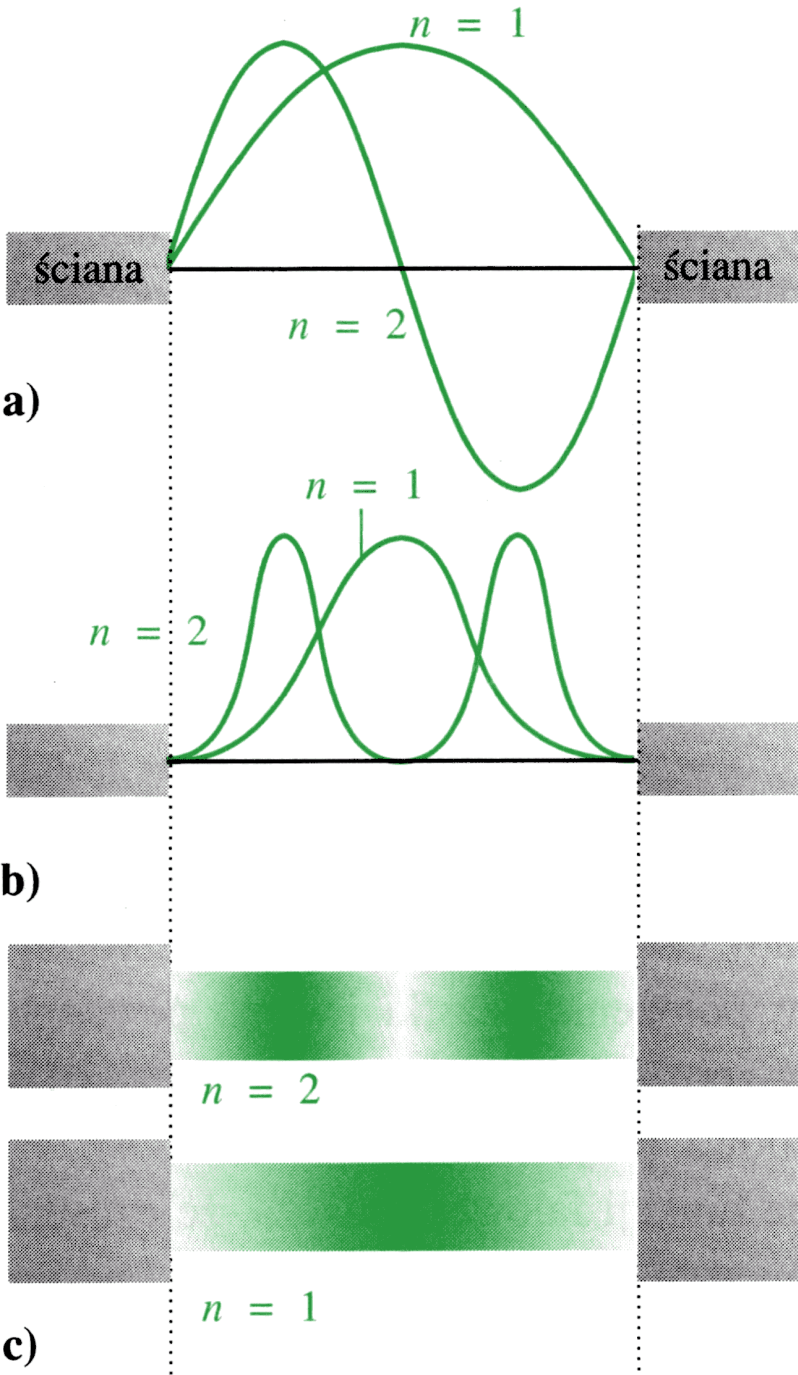 n = 1
ściana
ściana
n = 2
a)
n = 1
n = 2
b)
n = 2
n = 1
c)